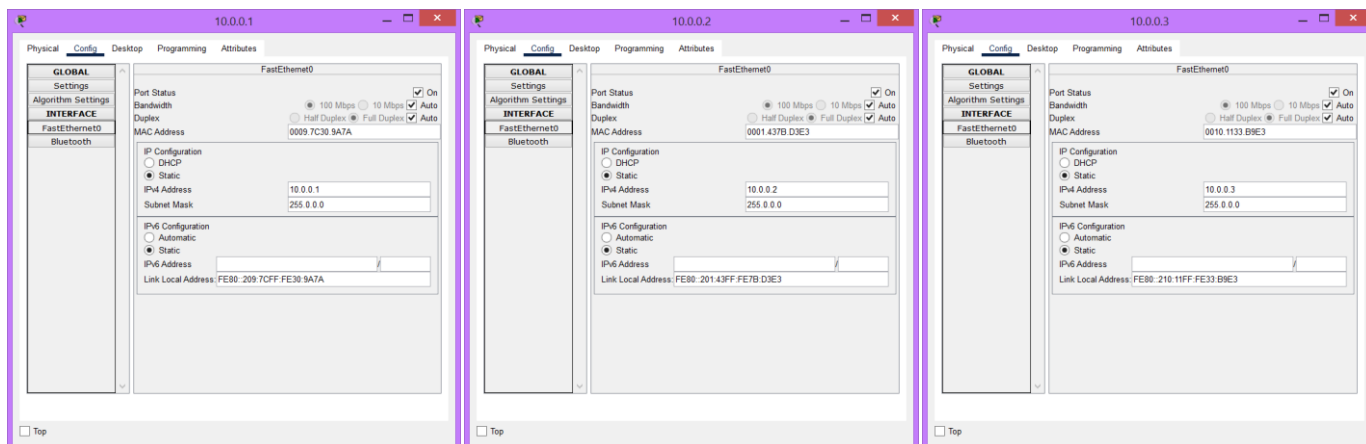 10.0.0.1
Physical Config Desktop Programming Attributes
GLOBAL
Settings
Algorithm Settings
INTERFACE
FastEthernet0
Bluetooth
FastEthernet0
Port Status On
Bandwidth 100 Mbps 10 Mbps Auto
Duplex Half Duplex Full Duplex Auto
MAC Address 0009.7C30.9A7A
IP Configuration
DHCP
Static
IPv4 Address 10.0.0.1
Subnet Mask 255.0.0.0
IPv6 Configuration
Automatic
Static
IPv6 Address /
Link Local Address: FE80::209:7CFF:FE30:9A7A
Top
10.0.0.2
Physical Config Desktop Programming Attributes
GLOBAL
Settings
Algorithm Settings
INTERFACE
FastEthernet0
Bluetooth
FastEthernet0
Port Status On
Bandwidth 100 Mbps 10 Mbps Auto
Duplex Half Duplex Full Duplex Auto
MAC Address 0001.437B.D3E3
IP Configuration
DHCP
Static
IPv4 Address 10.0.0.2
Subnet Mask 255.0.0.0
IPv6 Configuration
Automatic
Static
IPv6 Address /
Link Local Address: FE80::201:43FF:FE7B:D3E3
Top
10.0.0.3
Physical Config Desktop Programming Attributes
GLOBAL
Settings
Algorithm Settings
INTERFACE
FastEthernet0
Bluetooth
FastEthernet0
Port Status On
Bandwidth 100 Mbps 10 Mbps Auto
Duplex Half Duplex Full Duplex Auto
MAC Address 0010.1133.B9E3
IP Configuration
DHCP
Static
IPv4 Address 10.0.0.3
Subnet Mask 255.0.0.0
IPv6 Configuration
Automatic
Static
IPv6 Address /
Link Local Address: FE80::210:11FF:FE33:B9E3
Top